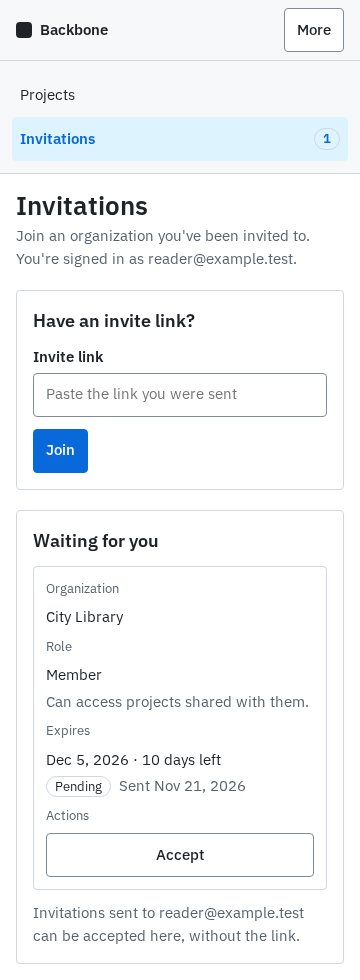 Backbone
More
Projects
Invitations 1
Invitations
Join an organization you've been invited to.
You're signed in as reader@example.test.
Have an invite link?
Invite link
Paste the link you were sent
Join
Waiting for you
Organization
City Library
Role
Member
Can access projects shared with them.
Expires
Dec 5, 2026 · 10 days left
Pending Sent Nov 21, 2026
Actions
Accept
Invitations sent to reader@example.test
can be accepted here, without the link.